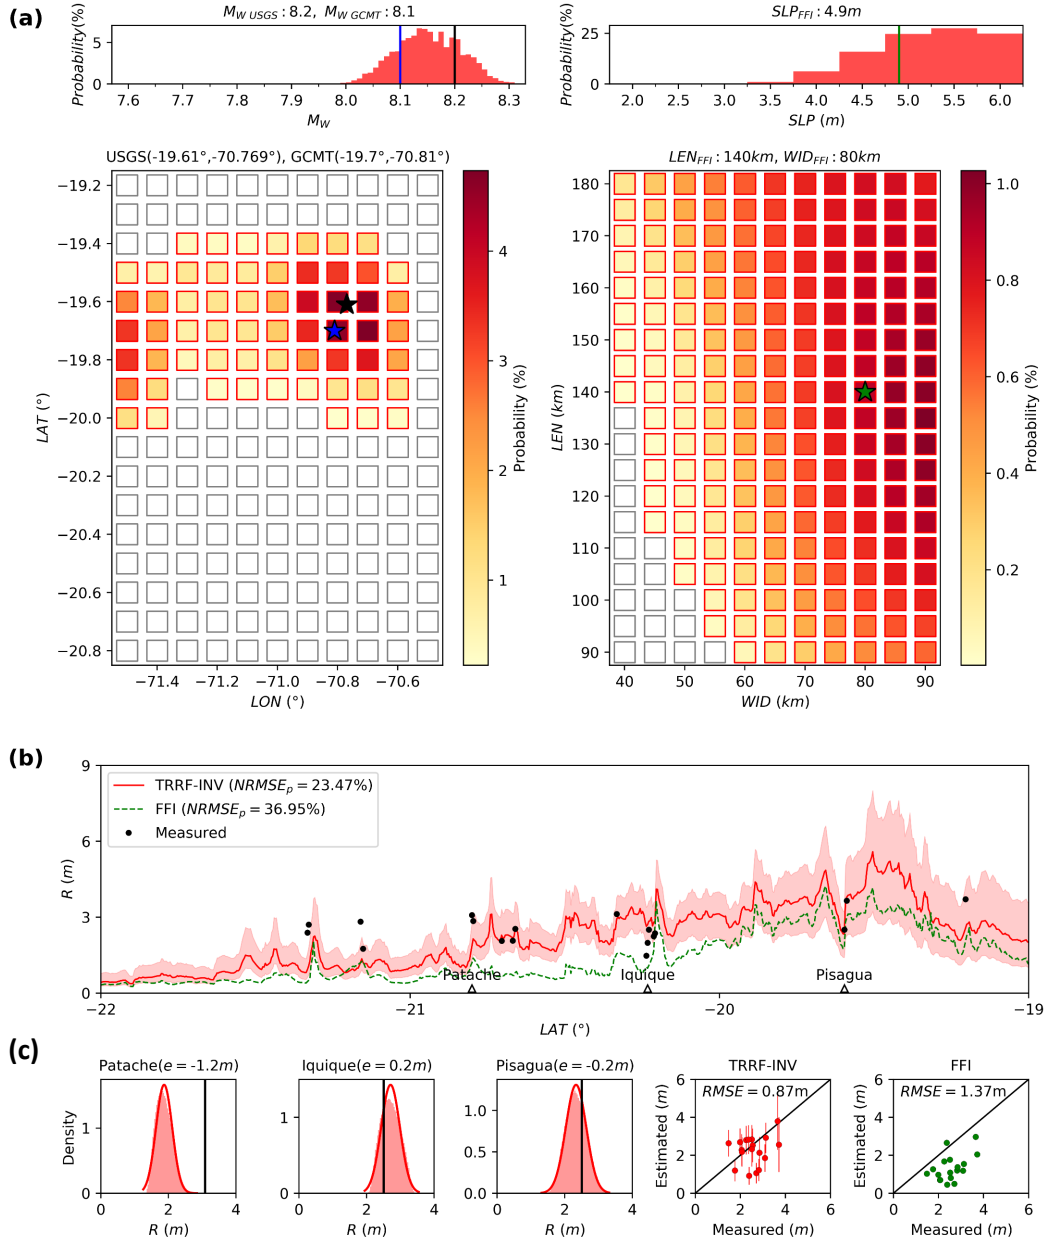 (a)
M_W USGS : 8.2, M_W GCMT : 8.1
Probability(%)
5
0
7.6 7.7 7.8 7.9 8.0 8.1 8.2 8.3
M_W
SLP_FFI : 4.9m
Probability(%)
25
0
2.0 2.5 3.0 3.5 4.0 4.5 5.0 5.5 6.0
SLP (m)
USGS(-19.61°,-70.769°), GCMT(-19.7°,-70.81°)
LAT (°)
−19.2
−19.4
−19.6
−19.8
−20.0
−20.2
−20.4
−20.6
−20.8
−71.4 −71.2 −71.0 −70.8 −70.6
LON (°)
4
3
2
1
Probability (%)
LEN_FFI : 140km, WID_FFI : 80km
LEN (km)
180
170
160
150
140
130
120
110
100
90
40 50 60 70 80 90
WID (km)
1.0
0.8
0.6
0.4
0.2
Probability (%)
(b)
R (m)
9
6
3
0
TRRF-INV (NRMSE_p = 23.47%)
FFI (NRMSE_p = 36.95%)
Measured
Patache Iquique Pisagua
−22 −21 −20 −19
LAT (°)
(c)
Patache(e = -1.2m)
Density
1
0
0 2 4
R (m)
Iquique(e = 0.2m)
1
0
0 2 4
R (m)
Pisagua(e = -0.2m)
1.0
0.5
0.0
0 2 4
R (m)
TRRF-INV
RMSE = 0.87m
Estimated (m)
6
4
2
0
0 2 4 6
Measured (m)
FFI
RMSE = 1.37m
Estimated (m)
6
4
2
0
0 2 4 6
Measured (m)